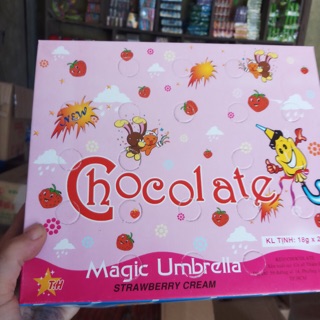 NEW
Chocolate
KL TỊNH: 18g x 2
Magic Umbrella
STRAWBERRY CREAM
TH